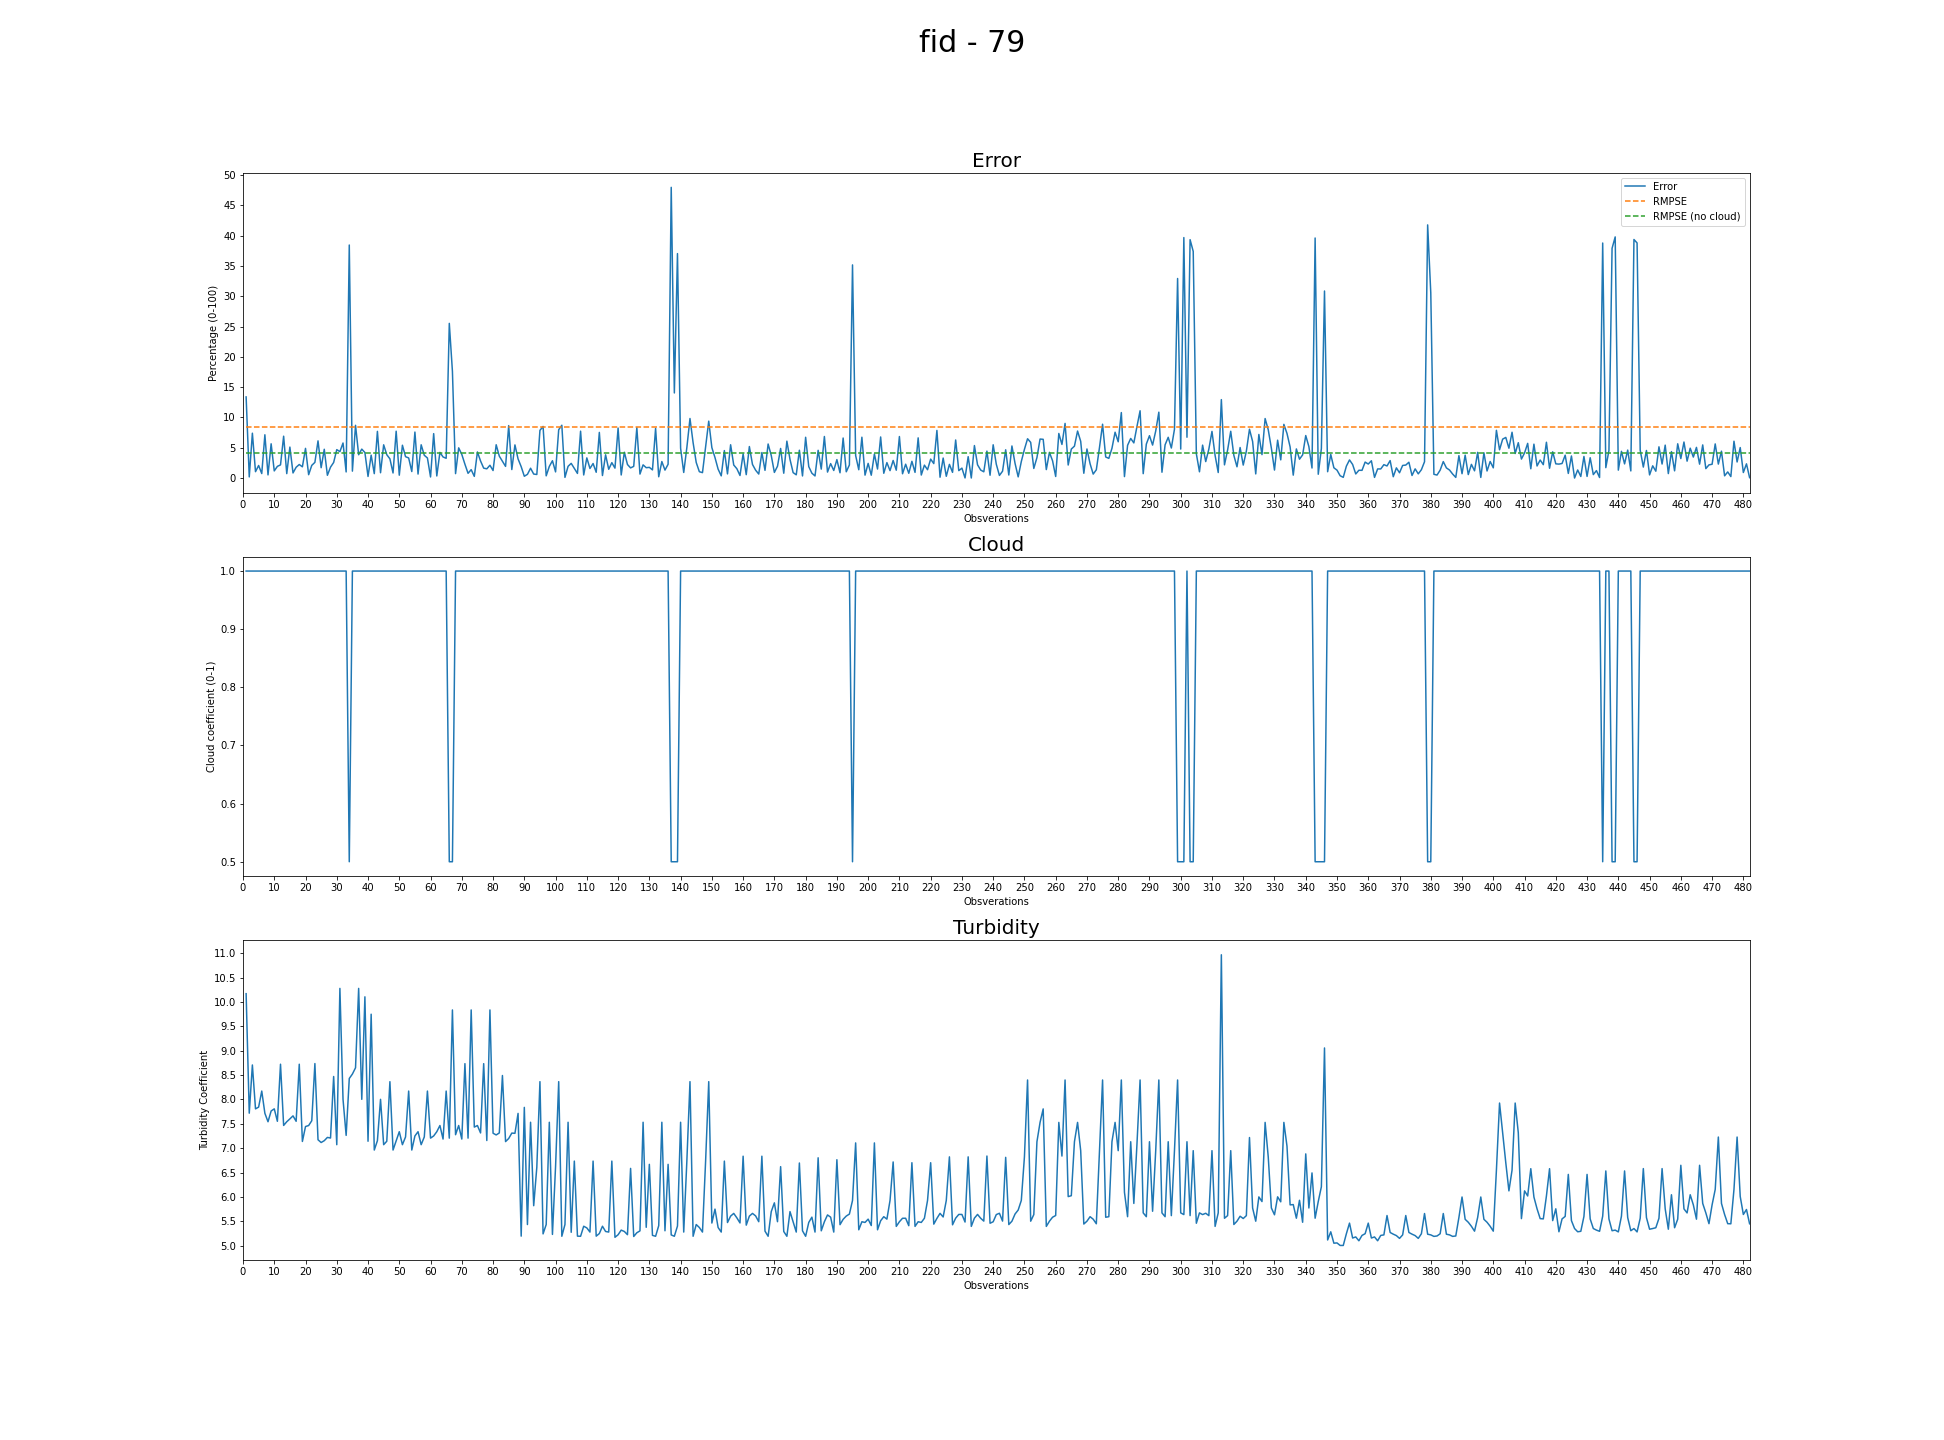 fid - 79
Error
50
45
40
35
30
25
20
15
10
5
0
Percentage (0-100)
Error
RMPSE
RMPSE (no cloud)
0 10 20 30 40 50 60 70 80 90 100 110 120 130 140 150 160 170 180 190 200 210 220 230 240 250 260 270 280 290 300 310 320 330 340 350 360 370 380 390 400 410 420 430 440 450 460 470 480
Obsverations
Cloud
1.0
0.9
0.8
0.7
0.6
0.5
Cloud coefficient (0-1)
0 10 20 30 40 50 60 70 80 90 100 110 120 130 140 150 160 170 180 190 200 210 220 230 240 250 260 270 280 290 300 310 320 330 340 350 360 370 380 390 400 410 420 430 440 450 460 470 480
Obsverations
Turbidity
11.0
10.5
10.0
9.5
9.0
8.5
8.0
7.5
7.0
6.5
6.0
5.5
5.0
Turbidity Coefficient
0 10 20 30 40 50 60 70 80 90 100 110 120 130 140 150 160 170 180 190 200 210 220 230 240 250 260 270 280 290 300 310 320 330 340 350 360 370 380 390 400 410 420 430 440 450 460 470 480
Obsverations